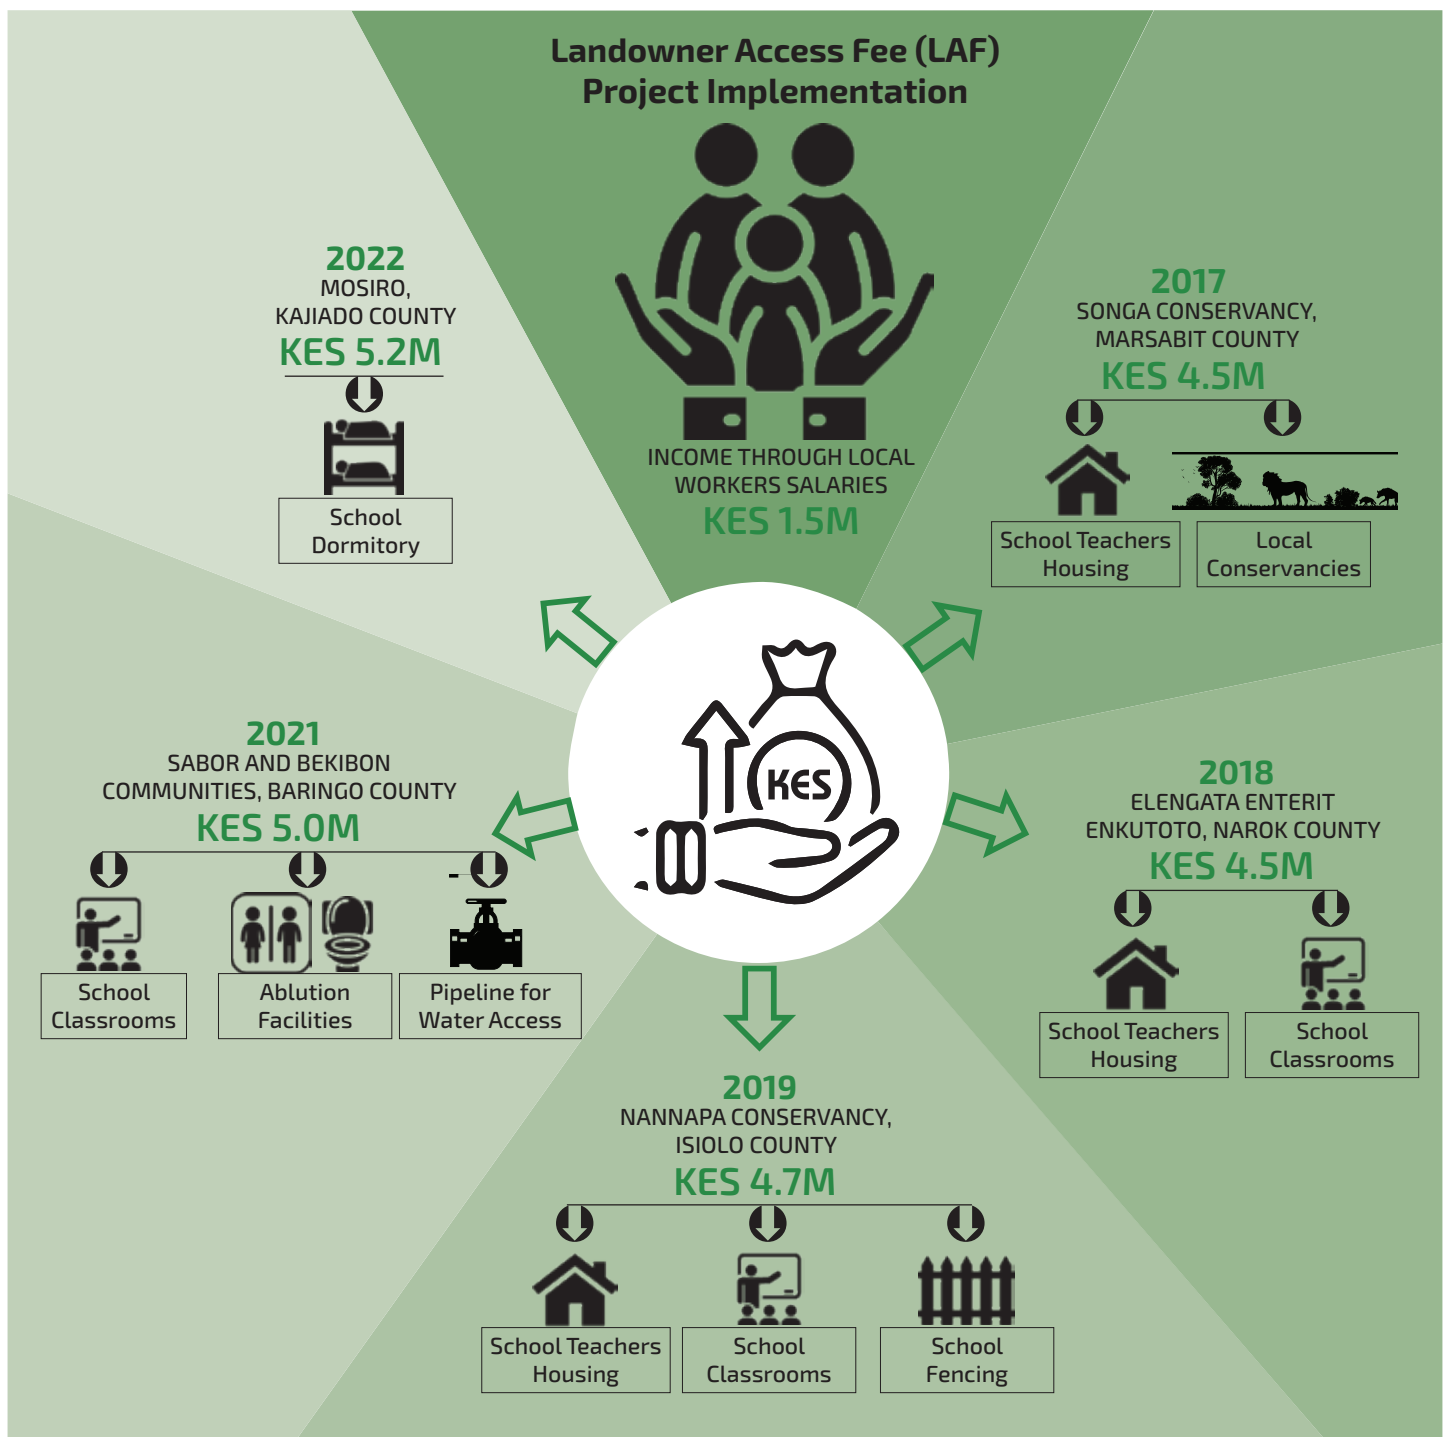 Landowner Access Fee (LAF)
Project Implementation
INCOME THROUGH LOCAL
WORKERS SALARIES
KES 1.5M
2017
SONGA CONSERVANCY,
MARSABIT COUNTY
KES 4.5M
School Teachers
Housing
Local
Conservancies
2018
ELENGATA ENTERIT
ENKUTOTO, NAROK COUNTY
KES 4.5M
School Teachers
Housing
School
Classrooms
2019
NANNAPA CONSERVANCY,
ISIOLO COUNTY
KES 4.7M
School Teachers
Housing
School
Classrooms
School
Fencing
2021
SABOR AND BEKIBON
COMMUNITIES, BARINGO COUNTY
KES 5.0M
School
Classrooms
Ablution
Facilities
Pipeline for
Water Access
2022
MOSIRO,
KAJIADO COUNTY
KES 5.2M
School
Dormitory
KES